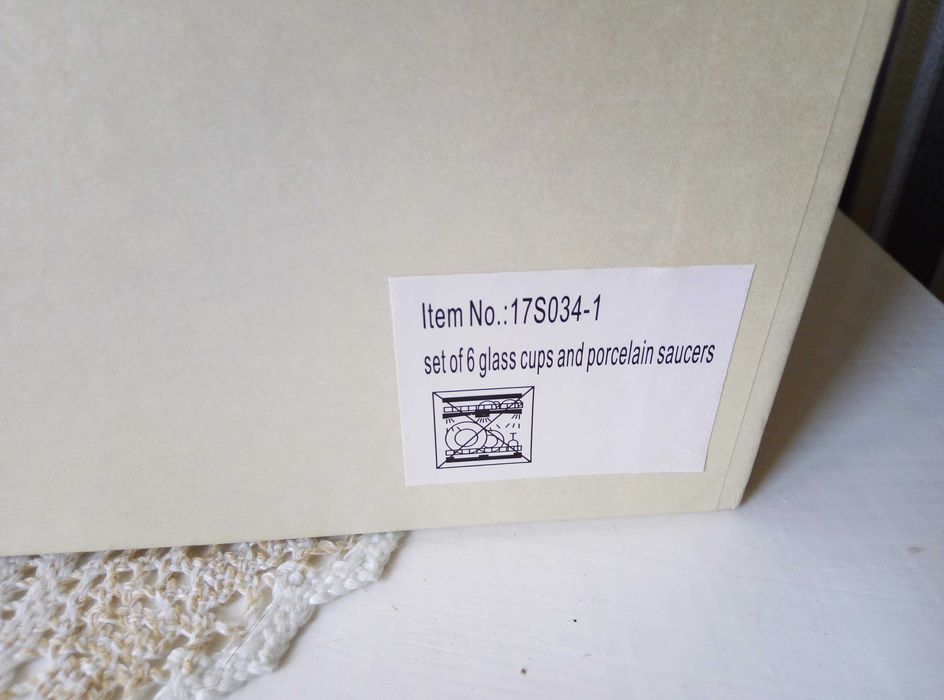 Item No.:17S034-1
set of 6 glass cups and porcelain saucers